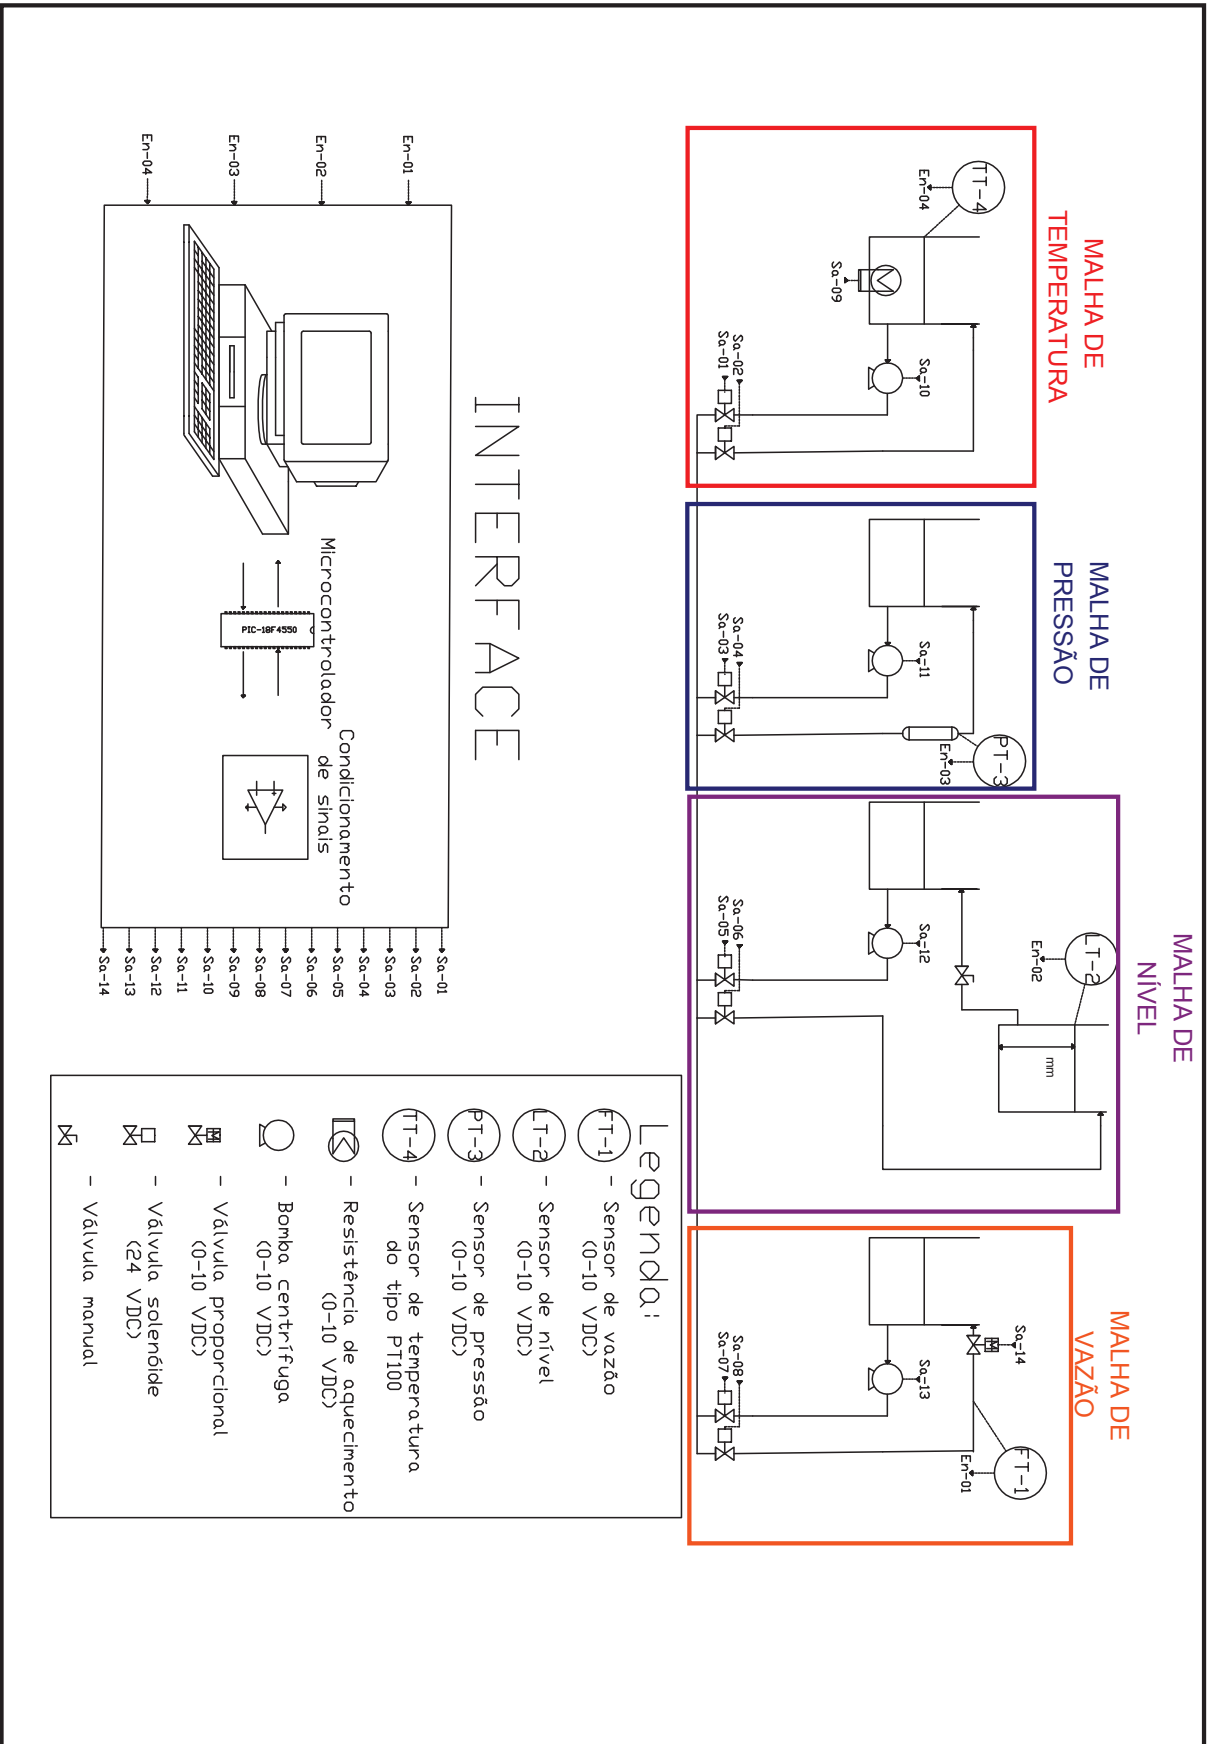 MALHA DE
TEMPERATURA
TT-4
En-04
Sa-09
Sa-10
Sa-02
Sa-01
MALHA DE
PRESSÃO
PT-3
En-03
Sa-11
Sa-04
Sa-03
MALHA DE
NÍVEL
LT-2
En-02
mm
Sa-12
Sa-06
Sa-05
MALHA DE
VAZÃO
Sa-14
M
FT-1
En-01
Sa-13
Sa-08
Sa-07
INTERFACE
En-01
En-02
En-03
En-04
Microcontrolador
PIC-18F4550
Condicionamento
de sinais
Sa-01
Sa-02
Sa-03
Sa-04
Sa-05
Sa-06
Sa-07
Sa-08
Sa-09
Sa-10
Sa-11
Sa-12
Sa-13
Sa-14
Legenda:
FT-1 - Sensor de vazão
(0-10 VDC)
LT-2 - Sensor de nível
(0-10 VDC)
PT-3 - Sensor de pressão
(0-10 VDC)
TT-4 - Sensor de temperatura
do tipo PT100
- Resistência de aquecimento
(0-10 VDC)
- Bomba centrífuga
(0-10 VDC)
M - Válvula proporcional
(0-10 VDC)
- Válvula solenóide
(24 VDC)
- Válvula manual